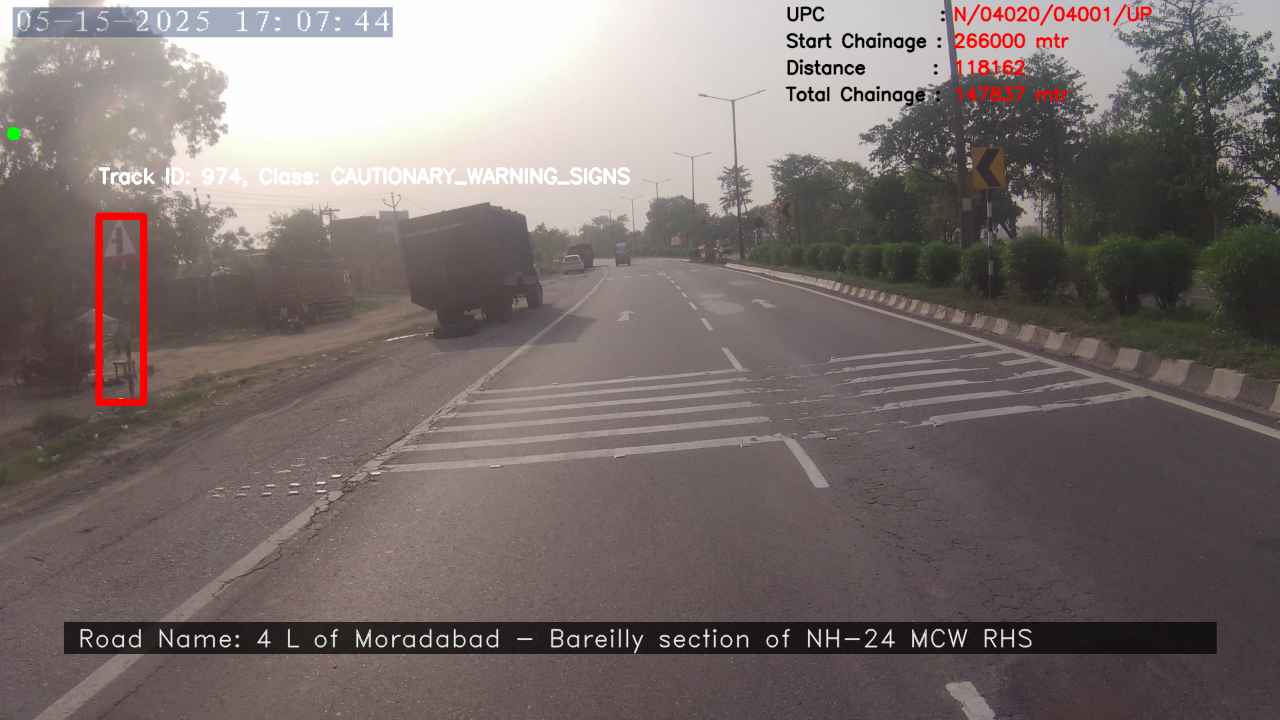 05-15-2025 17:07:44
UPC : N/04020/04001/UP
Start Chainage : 266000 mtr
Distance : 118162
Total Chainage : 147837 mtr
Track ID: 974, Class: CAUTIONARY_WARNING_SIGNS
Road Name: 4 L of Moradabad - Bareilly section of NH-24 MCW RHS